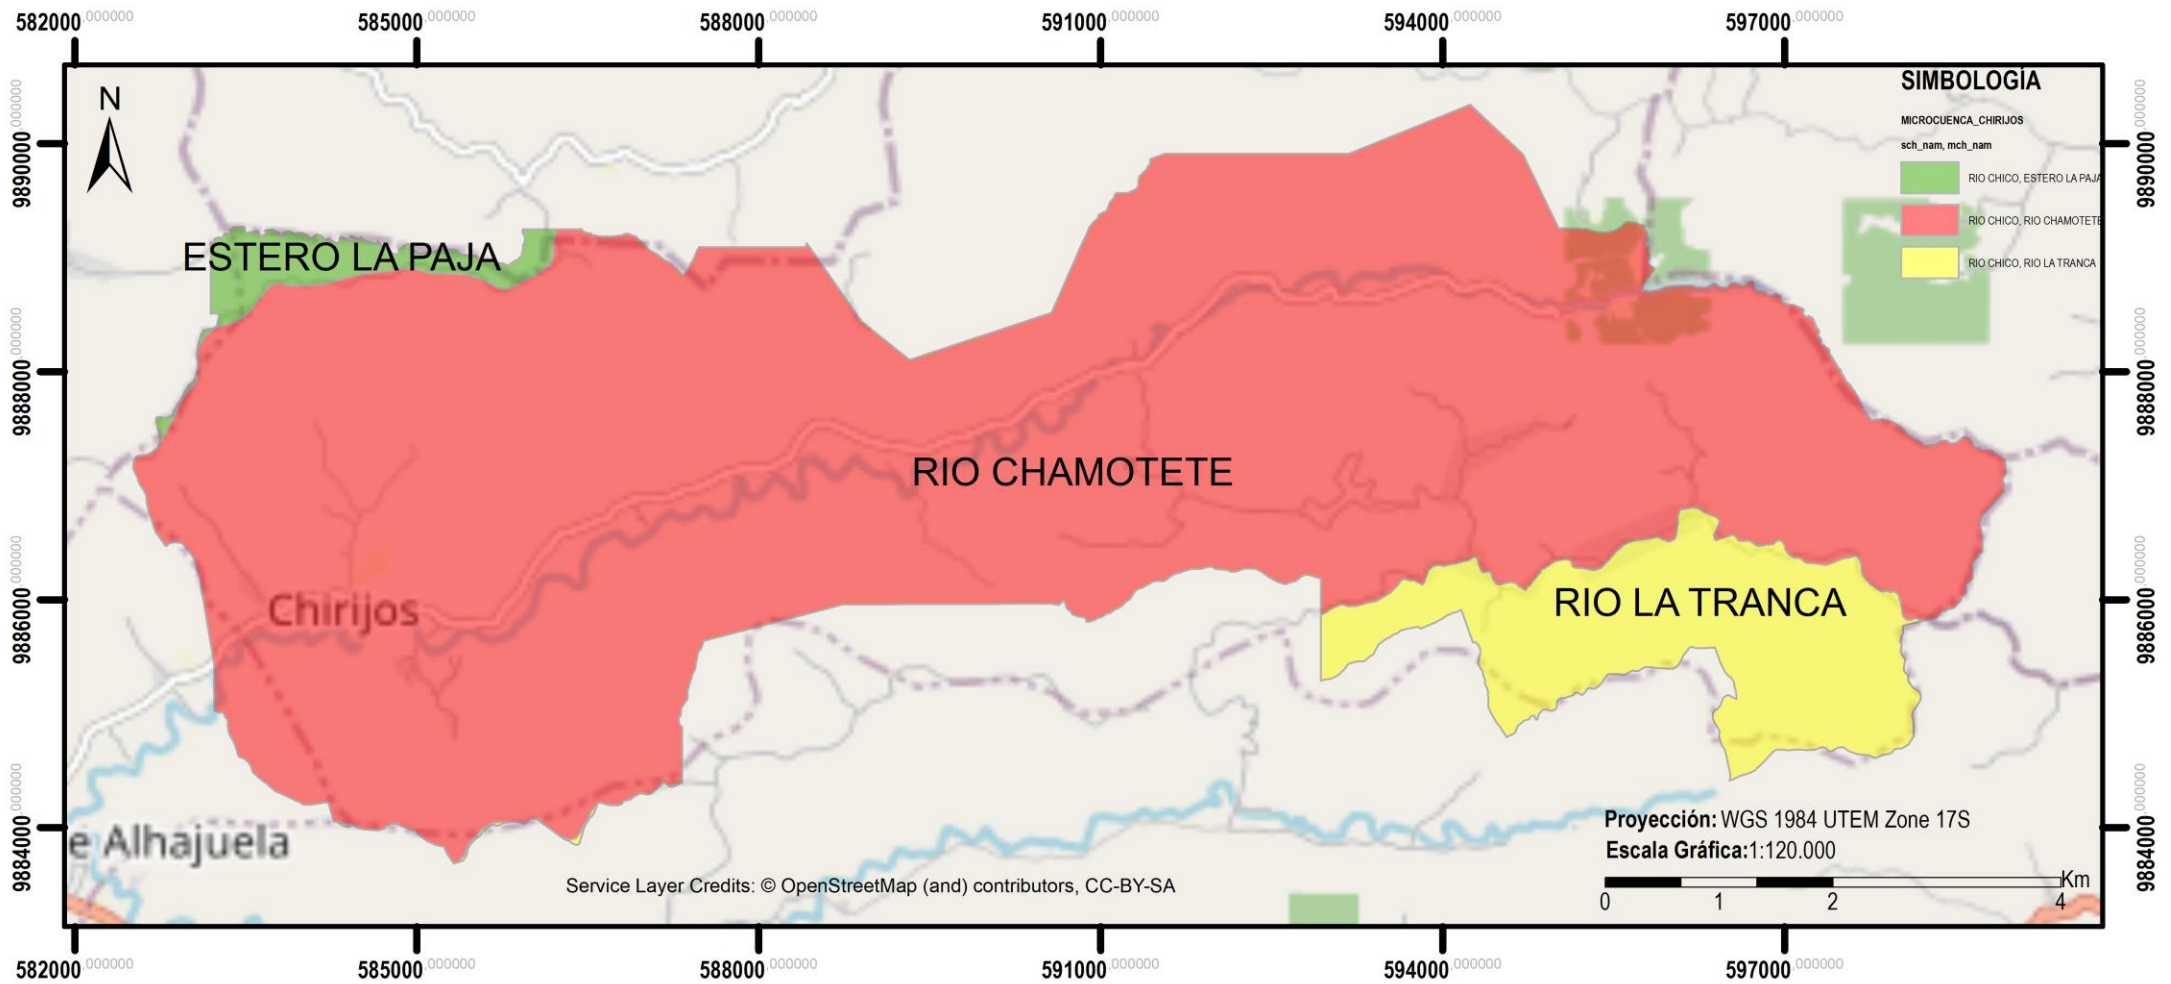 582000,000000 585000,000000 588000,000000 591000,000000 594000,000000 597000,000000
N
SIMBOLOGÍA
MICROCUENCA_CHIRIJOS
sch_nam, mch_nam
RIO CHICO, ESTERO LA PAJA
RIO CHICO, RIO CHAMOTETE
RIO CHICO, RIO LA TRANCA
9890000,000000 9890000,000000
ESTERO LA PAJA
9888000,000000 9888000,000000
RIO CHAMOTETE
9886000,000000 9886000,000000
Chirijos
RIO LA TRANCA
9884000,000000 9884000,000000
e Alhajuela
Proyección: WGS 1984 UTEM Zone 17S
Escala Gráfica:1:120.000
Service Layer Credits: © OpenStreetMap (and) contributors, CC-BY-SA
Km
0 1 2 4
582000,000000 585000,000000 588000,000000 591000,000000 594000,000000 597000,000000